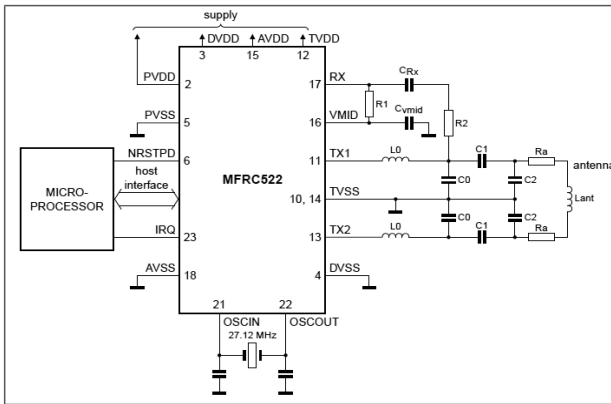 supply
DVDD AVDD TVDD
3 15 12
PVDD
2
PVSS
5
NRSTPD
6
host
interface
MICRO-
PROCESSOR
IRQ
23
AVSS
18
MFRC522
21 22
OSCIN
OSCOUT
27.12 MHz
17 RX
16 VMID
11 TX1
TVSS
10, 14
13 TX2
4 DVSS
R1
CRx
Cvmid
R2
L0
C1
Ra
C0
C2
antenna
Lant
C0
C2
L0
C1
Ra